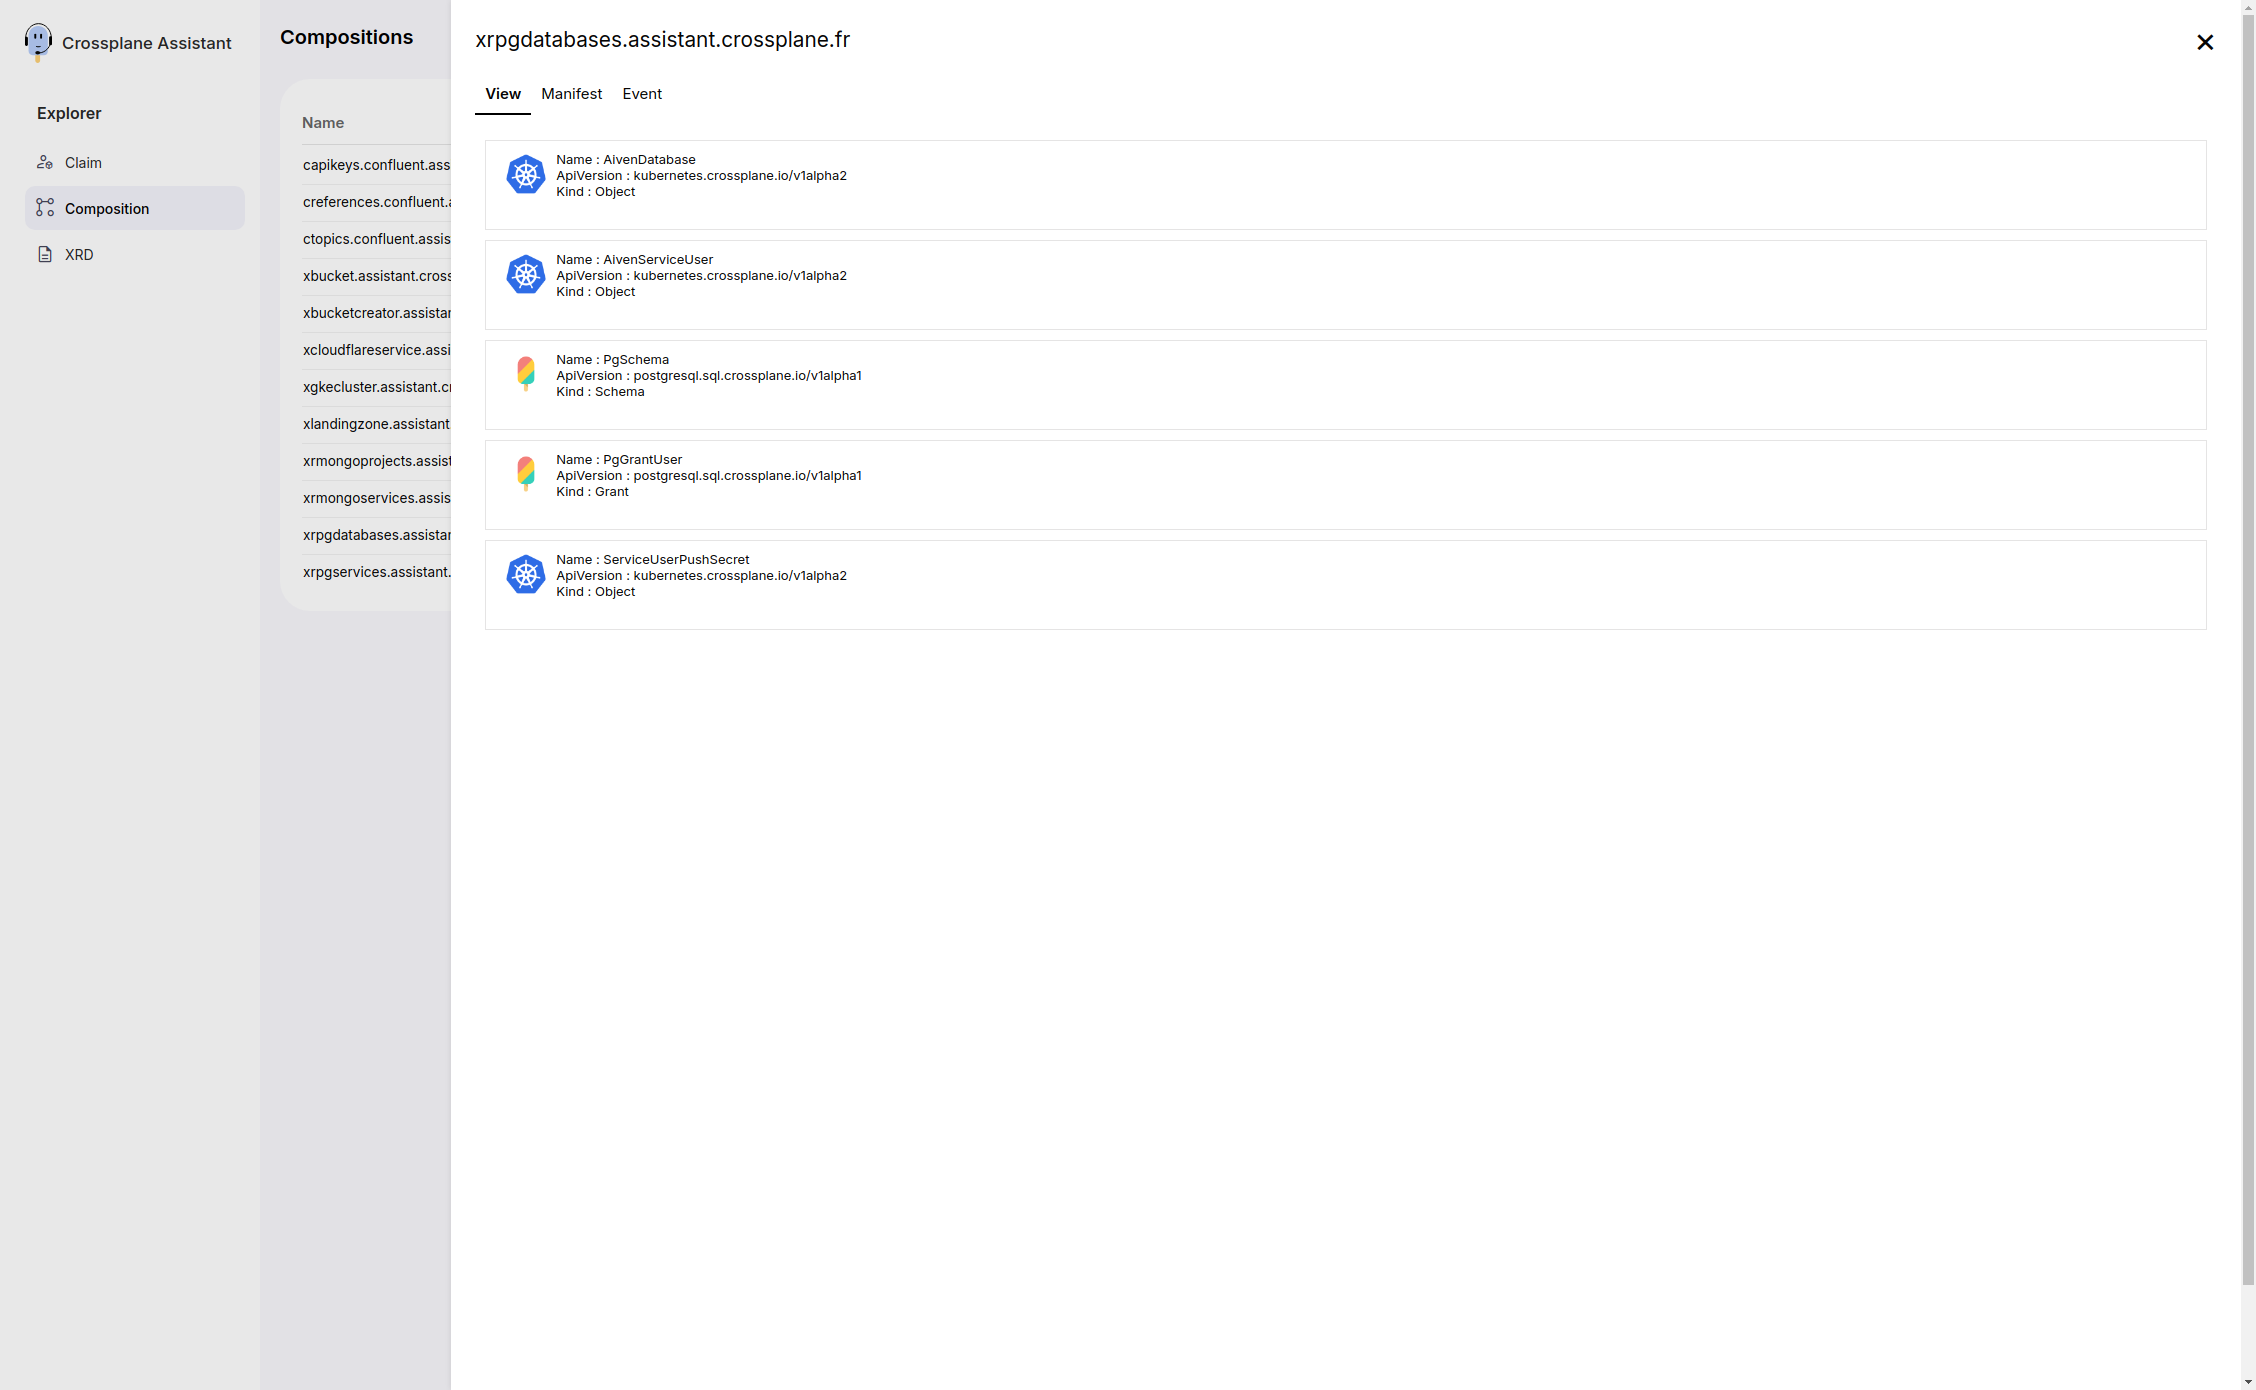 Crossplane Assistant
Explorer
Claim
Composition
XRD
Compositions
Name
capikeys.confluent.ass
creferences.confluent.a
ctopics.confluent.assis
xbucket.assistant.cross
xbucketcreator.assistan
xcloudflareservice.assi
xgkecluster.assistant.cr
xlandingzone.assistant
xrmongoprojects.assist
xrmongoservices.assis
xrpgdatabases.assistan
xrpgservices.assistant.
xrpgdatabases.assistant.crossplane.fr
View Manifest Event
Name : AivenDatabase
ApiVersion : kubernetes.crossplane.io/v1alpha2
Kind : Object
Name : AivenServiceUser
ApiVersion : kubernetes.crossplane.io/v1alpha2
Kind : Object
Name : PgSchema
ApiVersion : postgresql.sql.crossplane.io/v1alpha1
Kind : Schema
Name : PgGrantUser
ApiVersion : postgresql.sql.crossplane.io/v1alpha1
Kind : Grant
Name : ServiceUserPushSecret
ApiVersion : kubernetes.crossplane.io/v1alpha2
Kind : Object